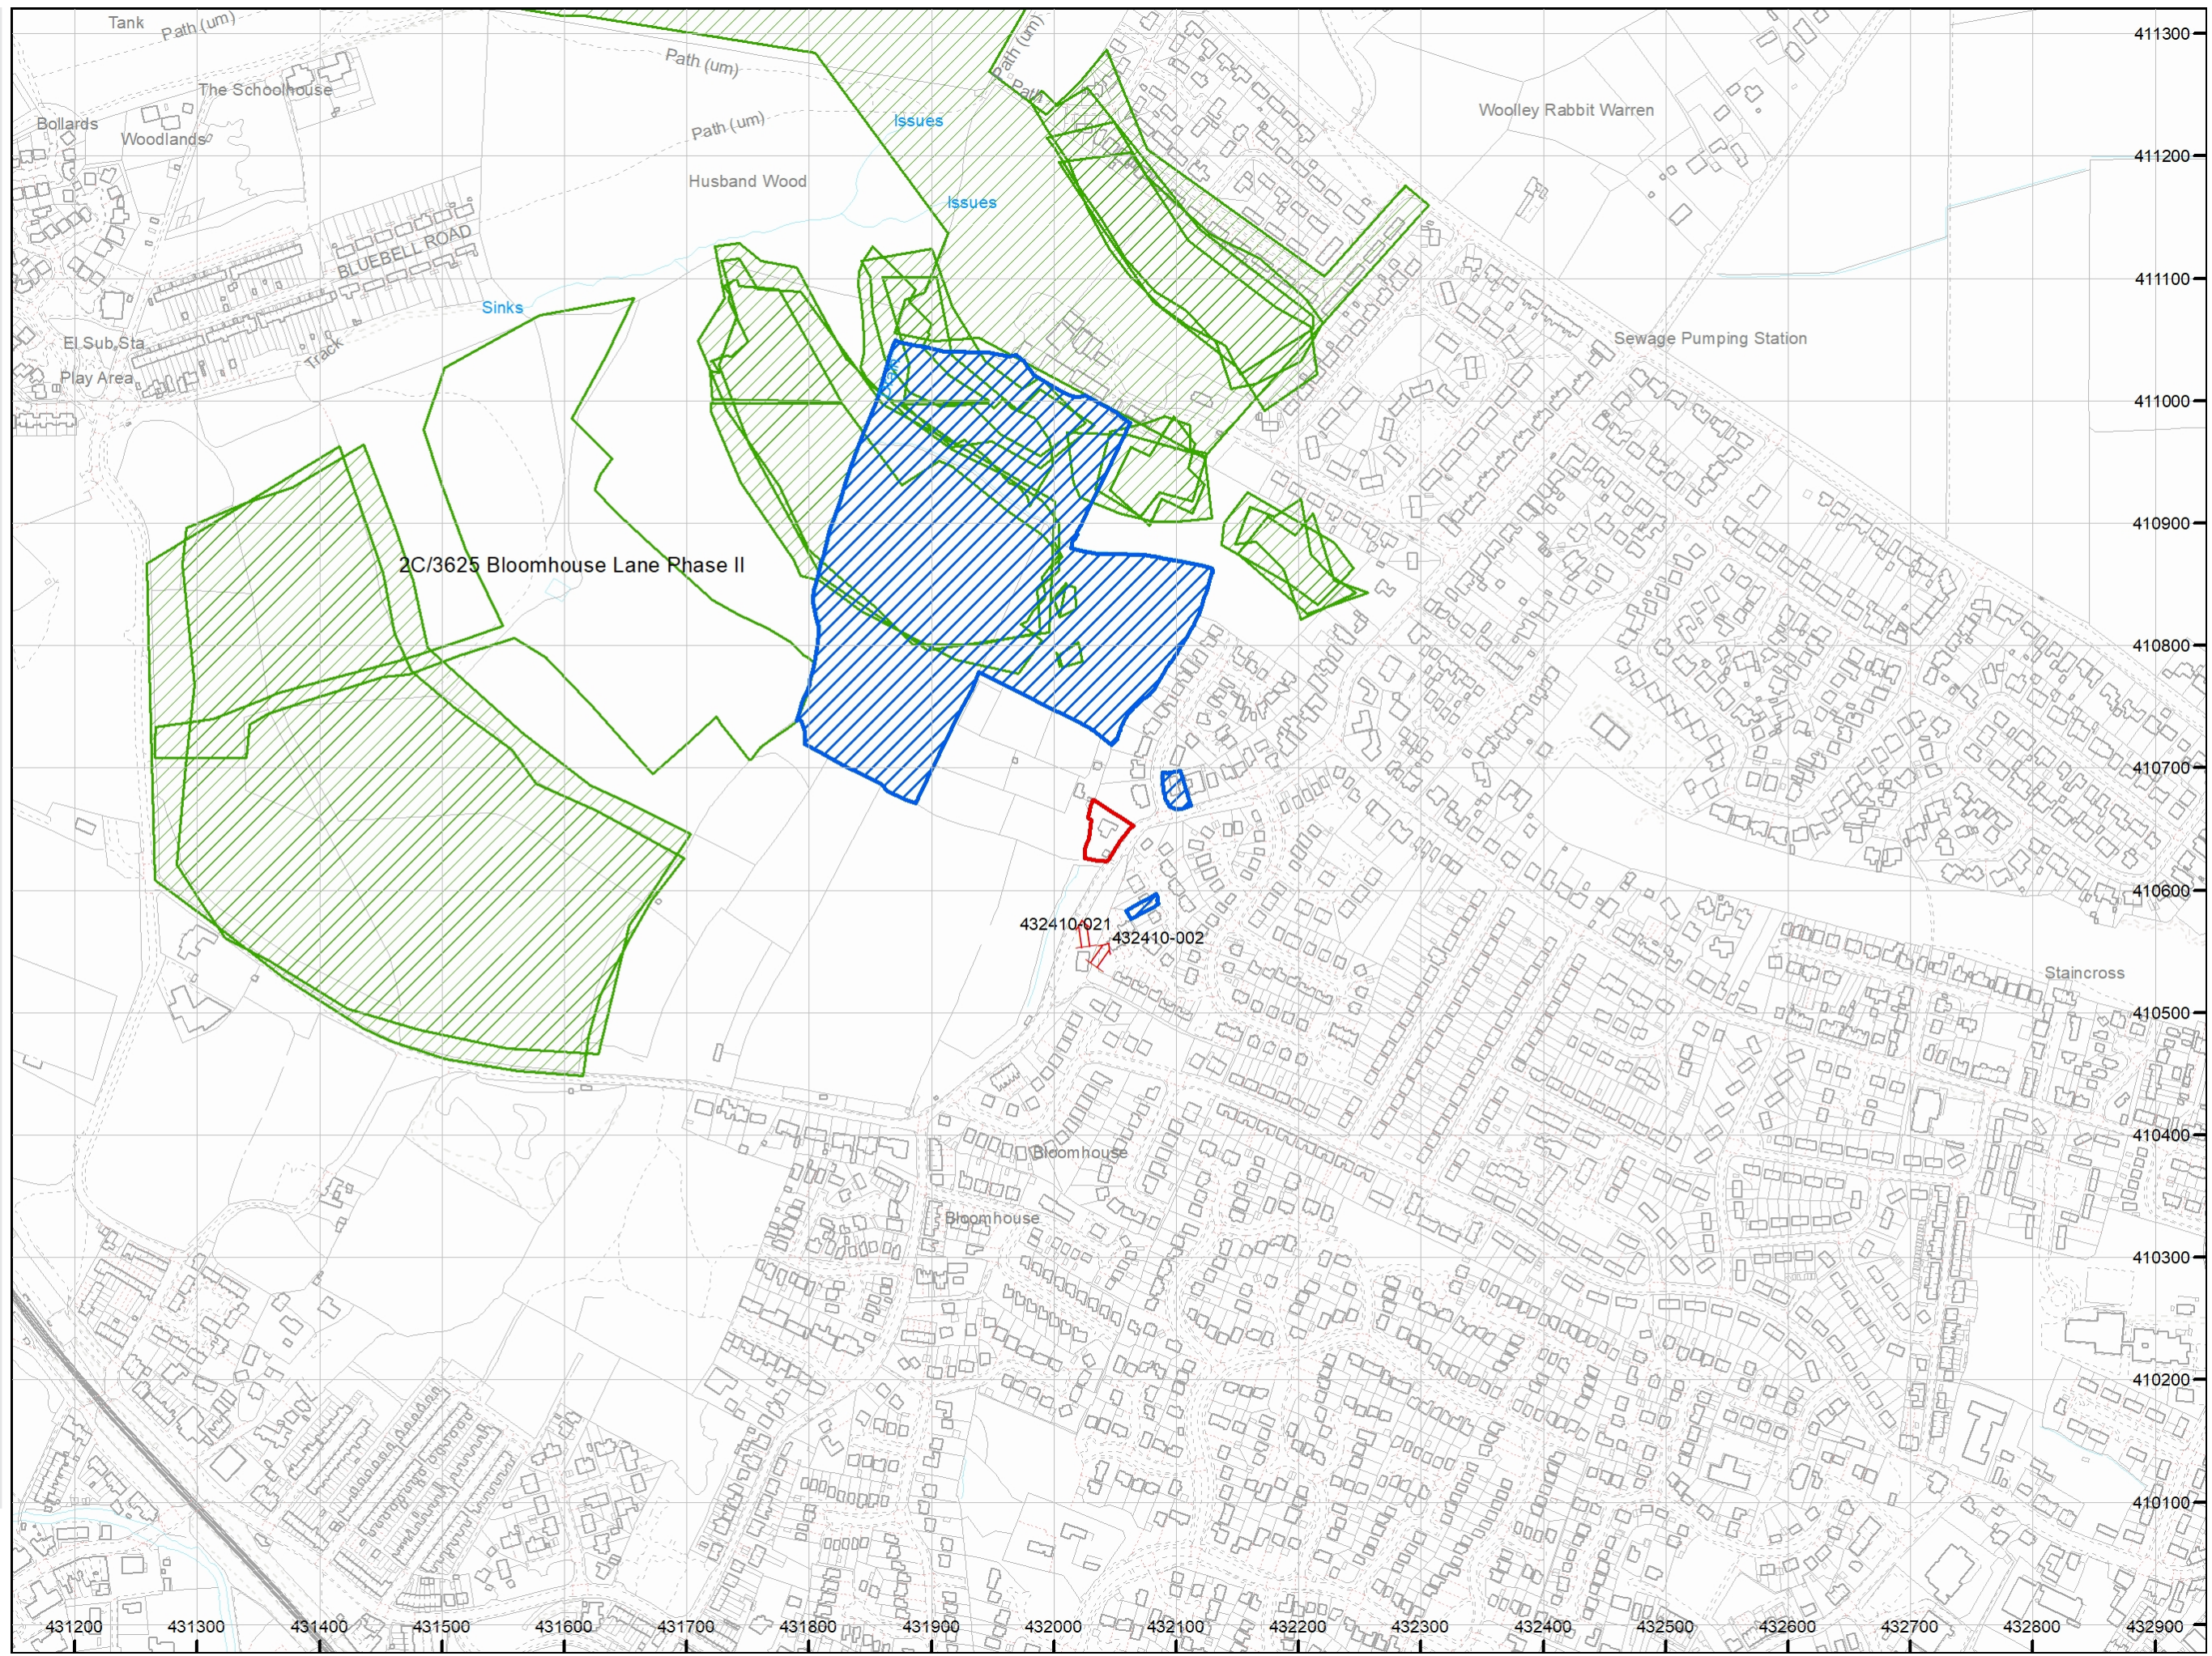 Tank
Path (um)
Path (um)
Path (um)
411300
The Schoolhouse
Path
Woolley Rabbit Warren
Bollards
Issues
Path (um)
Woodlands
411200
Husband Wood
Issues
BLUEBELL ROAD
411100
Sinks
El Sub Sta
Track
Sewage Pumping Station
Play Area
411000
410900
2C/3625 Bloomhouse Lane Phase II
410800
410700
410600
432410-021
432410-002
Staincross
410500
Bloomhouse
410400
Bloomhouse
410300
410200
410100
431200 431300 431400 431500 431600 431700 431800 431900 432000 432100 432200 432300 432400 432500 432600 432700 432800 432900